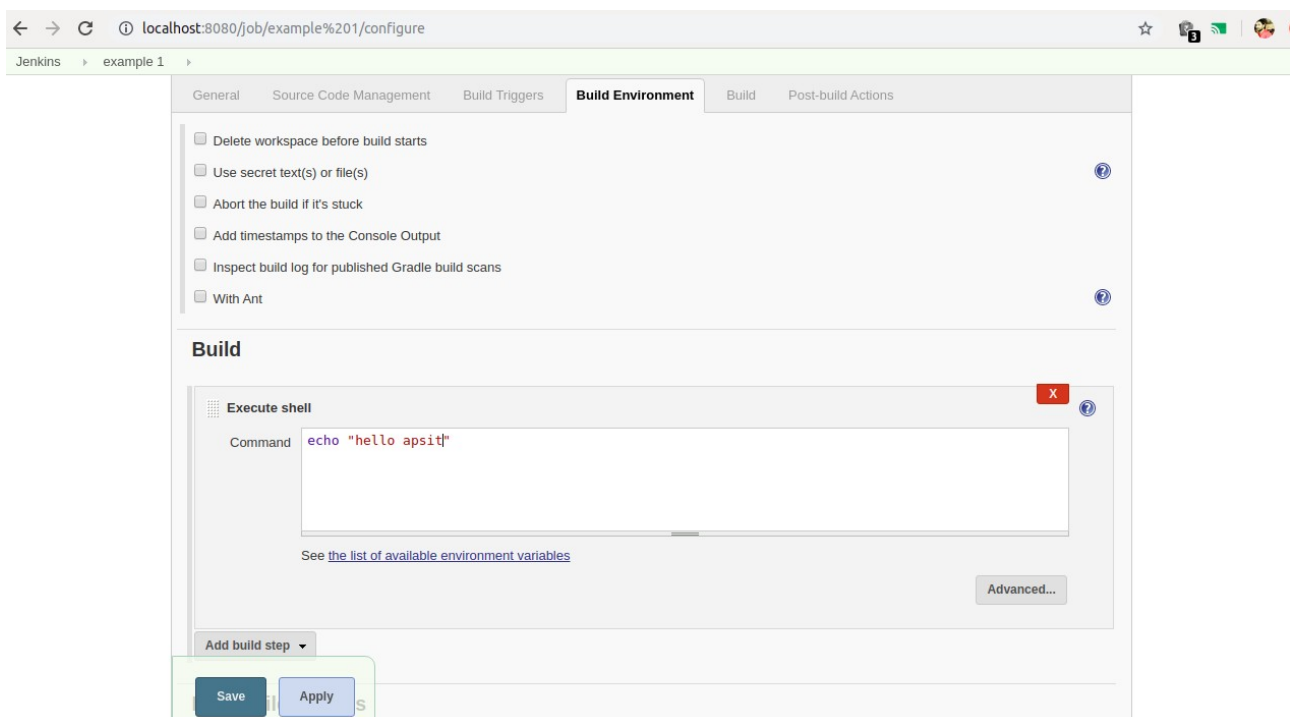 localhost:8080/job/example%201/configure
3
Jenkins example 1
General Source Code Management Build Triggers Build Environment Build Post-build Actions
Delete workspace before build starts
Use secret text(s) or file(s)
Abort the build if it's stuck
Add timestamps to the Console Output
Inspect build log for published Gradle build scans
With Ant
Build
X
Execute shell
Command echo "hello apsit"
See the list of available environment variables
Advanced...
Add build step
Save Apply